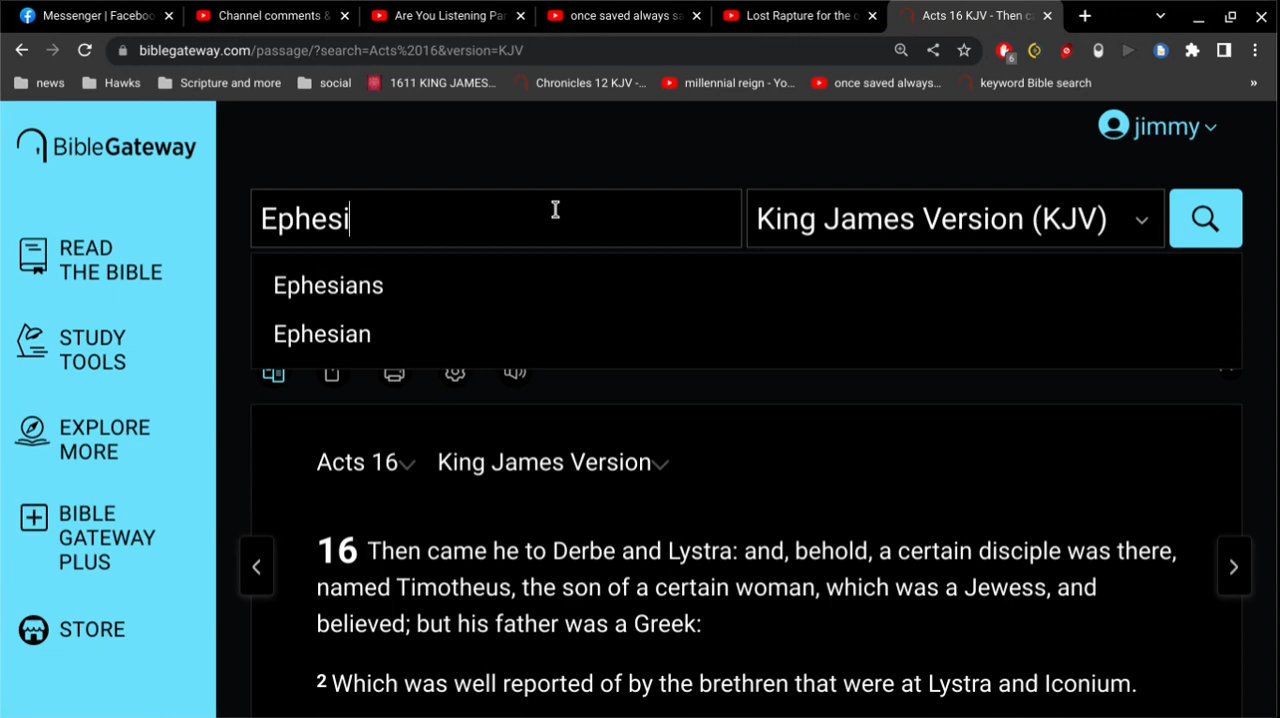 Messenger | Faceboo
Channel comments &
Are You Listening Par
once saved always sa
Lost Rapture for the c
Acts 16 KJV - Then ca
biblegateway.com/passage/?search=Acts%2016&version=KJV
6
news
Hawks
Scripture and more
social
1611 KING JAMES...
Chronicles 12 KJV -...
millennial reign - Yo...
once saved always...
keyword Bible search
»
BibleGateway
jimmy
Ephesi
King James Version (KJV)
READ
THE BIBLE
Ephesians
Ephesian
STUDY
TOOLS
EXPLORE
MORE
Acts 16
King James Version
BIBLE
GATEWAY
PLUS
16 Then came he to Derbe and Lystra: and, behold, a certain disciple was there,
named Timotheus, the son of a certain woman, which was a Jewess, and
believed; but his father was a Greek:
STORE
2 Which was well reported of by the brethren that were at Lystra and Iconium.